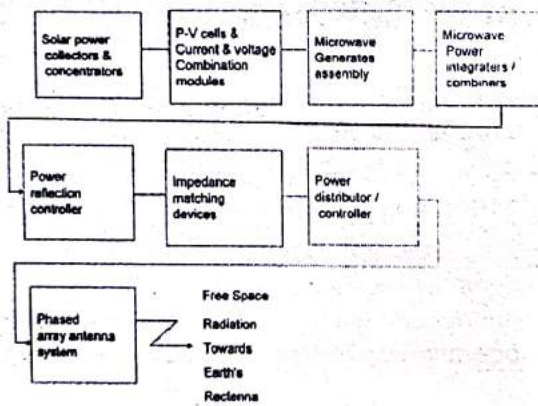 Solar power
collectors &
concentrators
P-V cells &
Current & voltage
Combination
modules
Microwave
Generates
assembly
Microwave
Power
integraters /
combiners
Power
reflection
controller
Impedance
matching
devices
Power
distributor /
controller
Phased
array antenna
system
Free Space
Radiation
Towards
Earth's
Rectenna